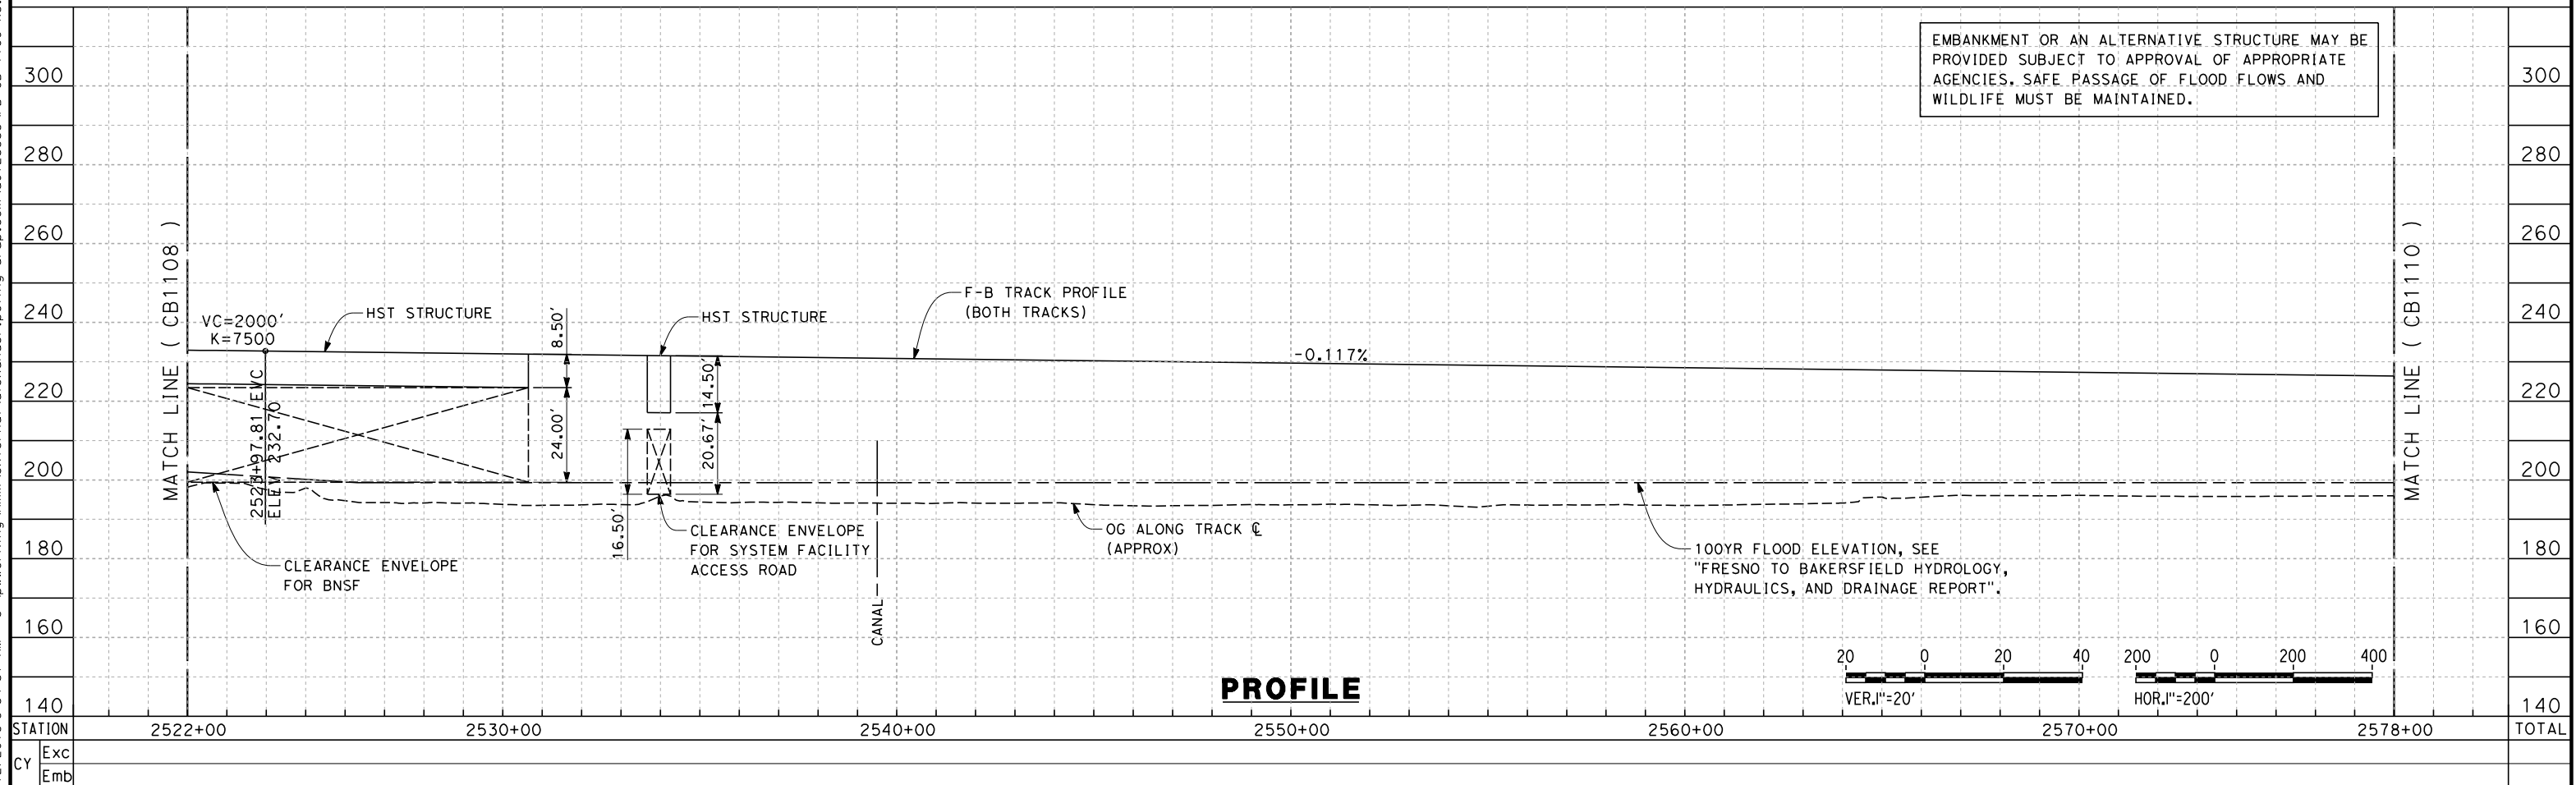 EMBANKMENT OR AN ALTERNATIVE STRUCTURE MAY BE
PROVIDED SUBJECT TO APPROVAL OF APPROPRIATE
AGENCIES. SAFE PASSAGE OF FLOOD FLOWS AND
WILDLIFE MUST BE MAINTAINED.
300
280
260
240
220
200
180
160
140
300
280
260
240
220
200
180
160
140
MATCH LINE ( CB1108 )
MATCH LINE ( CB1110 )
VC=2000'
K=7500
2523+97.81 EVC
ELEV 232.70
HST STRUCTURE
8.50'
24.00'
HST STRUCTURE
14.50'
20.67'
16.50'
F-B TRACK PROFILE
(BOTH TRACKS)
-0.117%
CLEARANCE ENVELOPE
FOR BNSF
CLEARANCE ENVELOPE
FOR SYSTEM FACILITY
ACCESS ROAD
CANAL
OG ALONG TRACK ℄
(APPROX)
100YR FLOOD ELEVATION, SEE
"FRESNO TO BAKERSFIELD HYDROLOGY,
HYDRAULICS, AND DRAINAGE REPORT".
PROFILE
20 0 20 40
VER.1"=20'
200 0 200 400
HOR.1"=200'
STATION 2522+00 2530+00 2540+00 2550+00 2560+00 2570+00 2578+00 TOTAL
CY
Exc
Emb